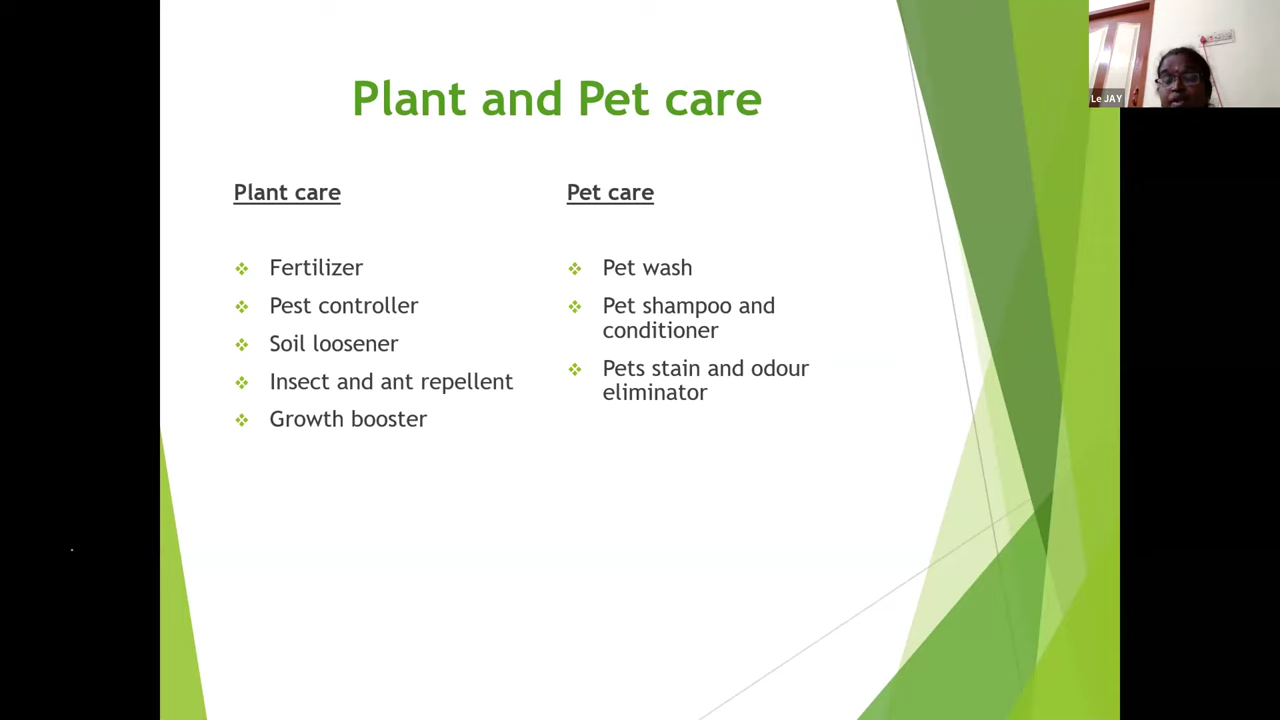 Plant and Pet care
Plant care
Fertilizer
Pest controller
Soil loosener
Insect and ant repellent
Growth booster
Pet care
Pet wash
Pet shampoo and
conditioner
Pets stain and odour
eliminator
Le JAY